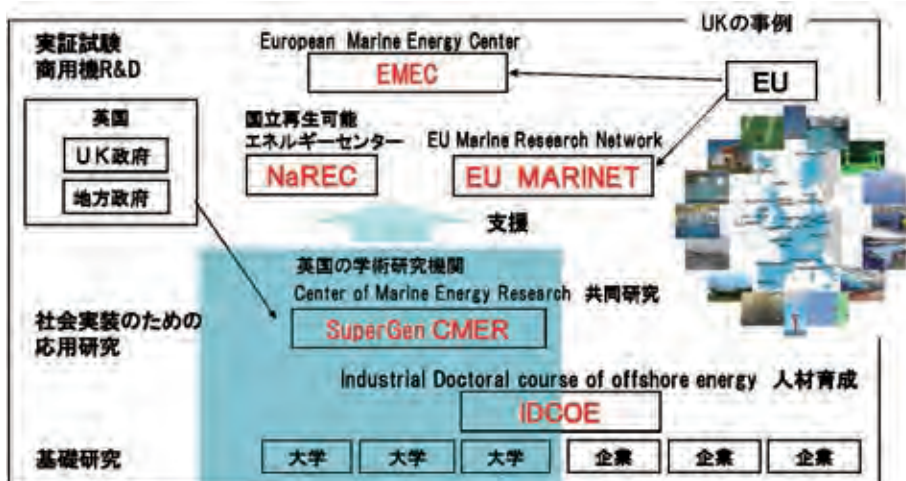 UKの事例
実証試験
商用機R&D
European Marine Energy Center
EMEC
EU
英国
UK政府
地方政府
国立再生可能
エネルギーセンター
NaREC
EU Marine Research Network
EU MARINET
支援
英国の学術研究機関
Center of Marine Energy Research 共同研究
SuperGen CMER
社会実装のための
応用研究
Industrial Doctoral course of offshore energy 人材育成
IDCOE
基礎研究
大学 大学 大学 企業 企業 企業